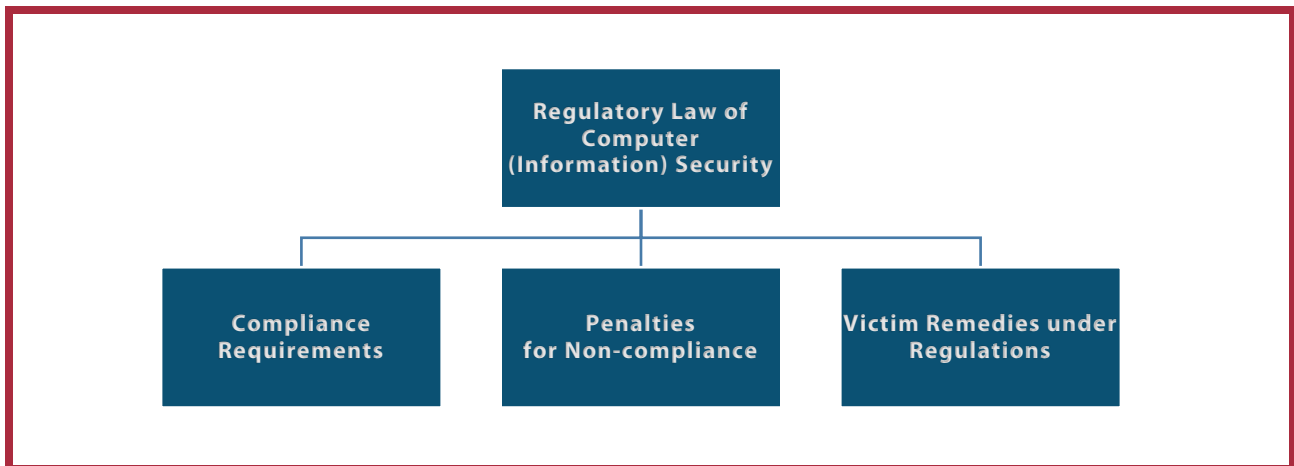 Regulatory Law of
Computer
(Information) Security
Compliance
Requirements
Penalties
for Non-compliance
Victim Remedies under
Regulations